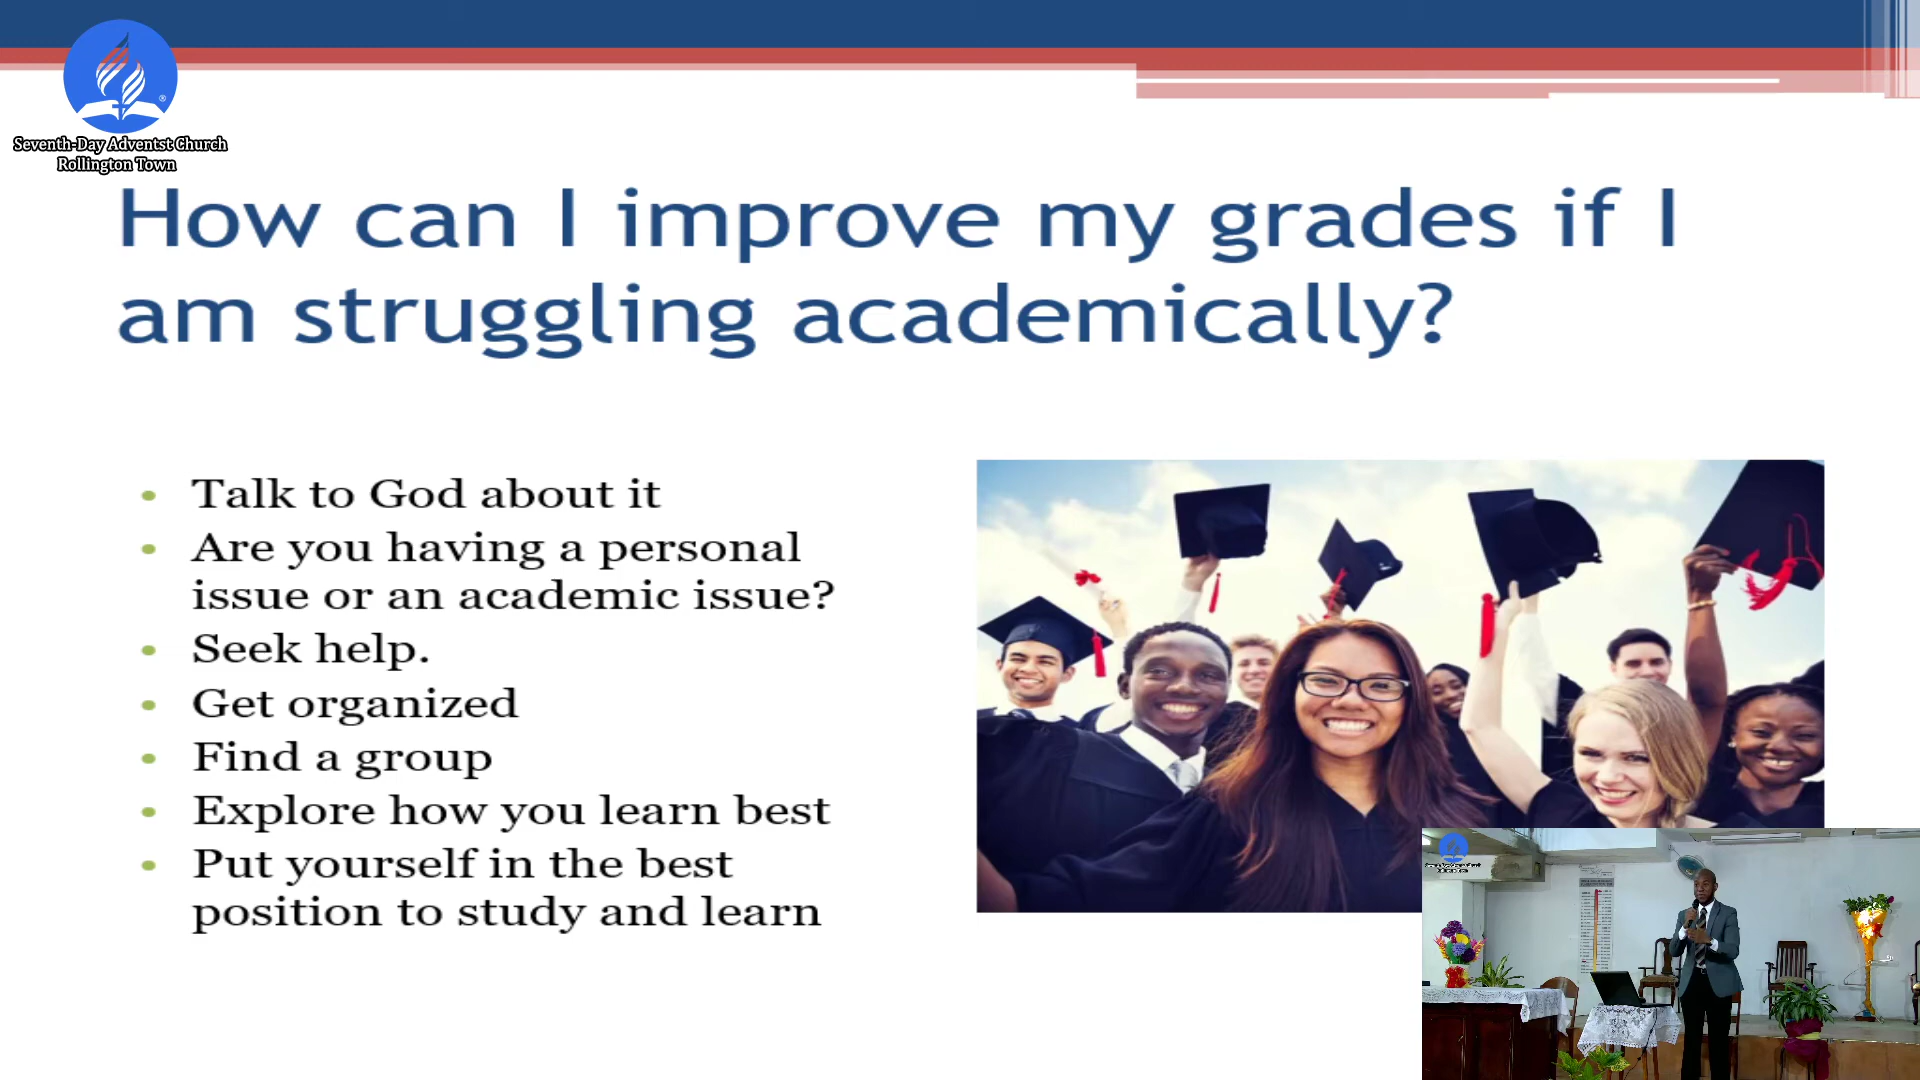 Seventh-Day Adventst Church
Rollington Town
How can I improve my grades if I
am struggling academically?
Talk to God about it
Are you having a personal
issue or an academic issue?
Seek help.
Get organized
Find a group
Explore how you learn best
Put yourself in the best
position to study and learn